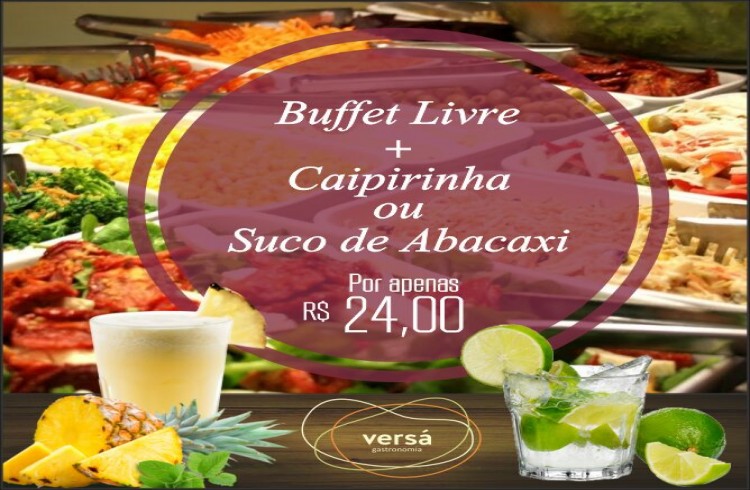 Buffet Livre
+
Caipirinha
ou
Suco de Abacaxi
Por apenas
R$ 24,00
versá
gastronomia